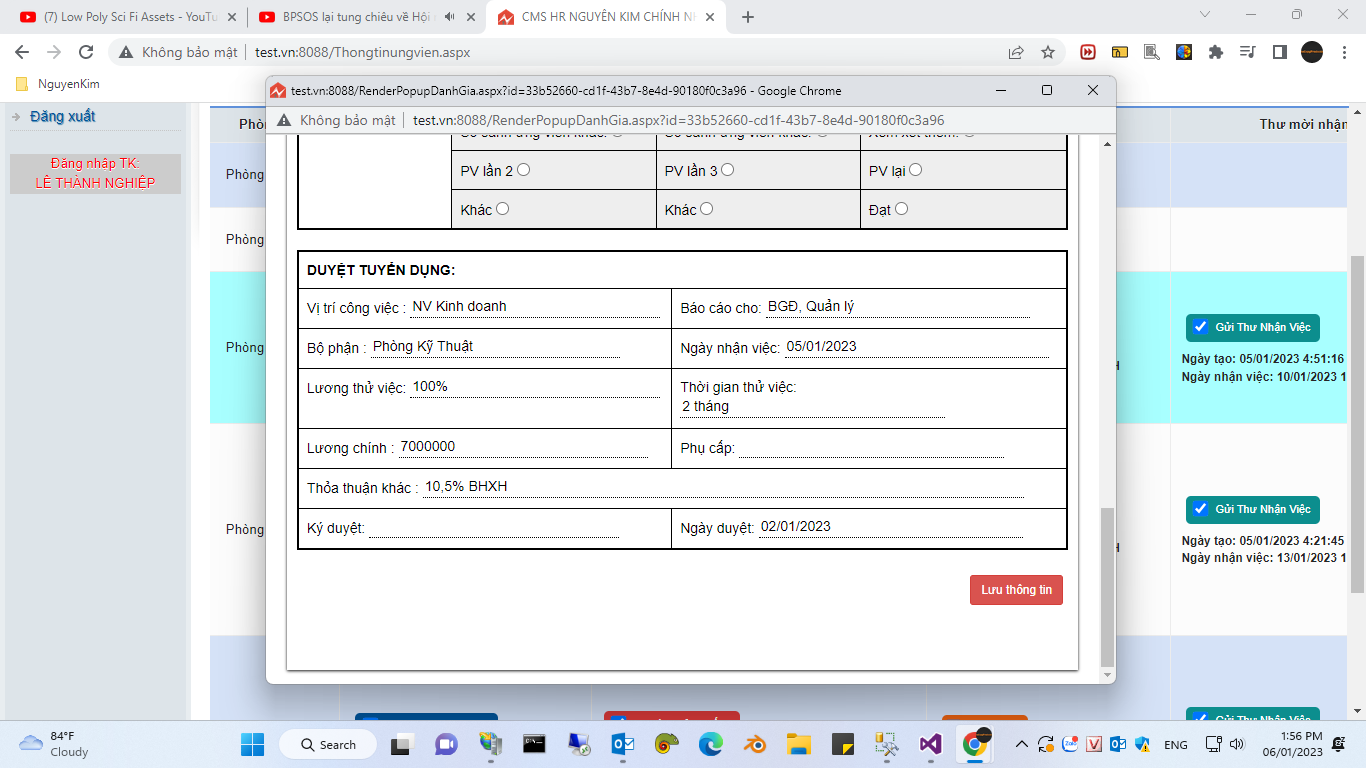 (7) Low Poly Sci Fi Assets - YouTu
BPSOS lại tung chiêu về Hội
CMS HR NGUYÊN KIM CHÍNH NH
Không bảo mật
test.vn:8088/Thongtinungvien.aspx
NguyenKim
test.vn:8088/RenderPopupDanhGia.aspx?id=33b52660-cd1f-43b7-8e4d-90180f0c3a96 - Google Chrome
Không bảo mật
test.vn:8088/RenderPopupDanhGia.aspx?id=33b52660-cd1f-43b7-8e4d-90180f0c3a96
Đăng xuất
Đăng nhập TK:
LÊ THÀNH NGHIỆP
Thư mời nhận
Phòng
Phòng
Phòng
Phòng
PV lần 2
PV lần 3
PV lại
Khác
Khác
Đạt
DUYỆT TUYỂN DỤNG:
Vị trí công việc : NV Kinh doanh
Báo cáo cho: BGĐ, Quản lý
Bộ phận : Phòng Kỹ Thuật
Ngày nhận việc: 05/01/2023
Lương thử việc: 100%
Thời gian thử việc:
2 tháng
Lương chính : 7000000
Phụ cấp:
Thỏa thuận khác : 10,5% BHXH
Ký duyệt:
Ngày duyệt: 02/01/2023
Lưu thông tin
Gửi Thư Nhận Việc
Ngày tạo: 05/01/2023 4:51:16
Ngày nhận việc: 10/01/2023 1
Gửi Thư Nhận Việc
Ngày tạo: 05/01/2023 4:21:45
Ngày nhận việc: 13/01/2023 1
84°F
Cloudy
Search
Zalo
ENG
1:56 PM
06/01/2023